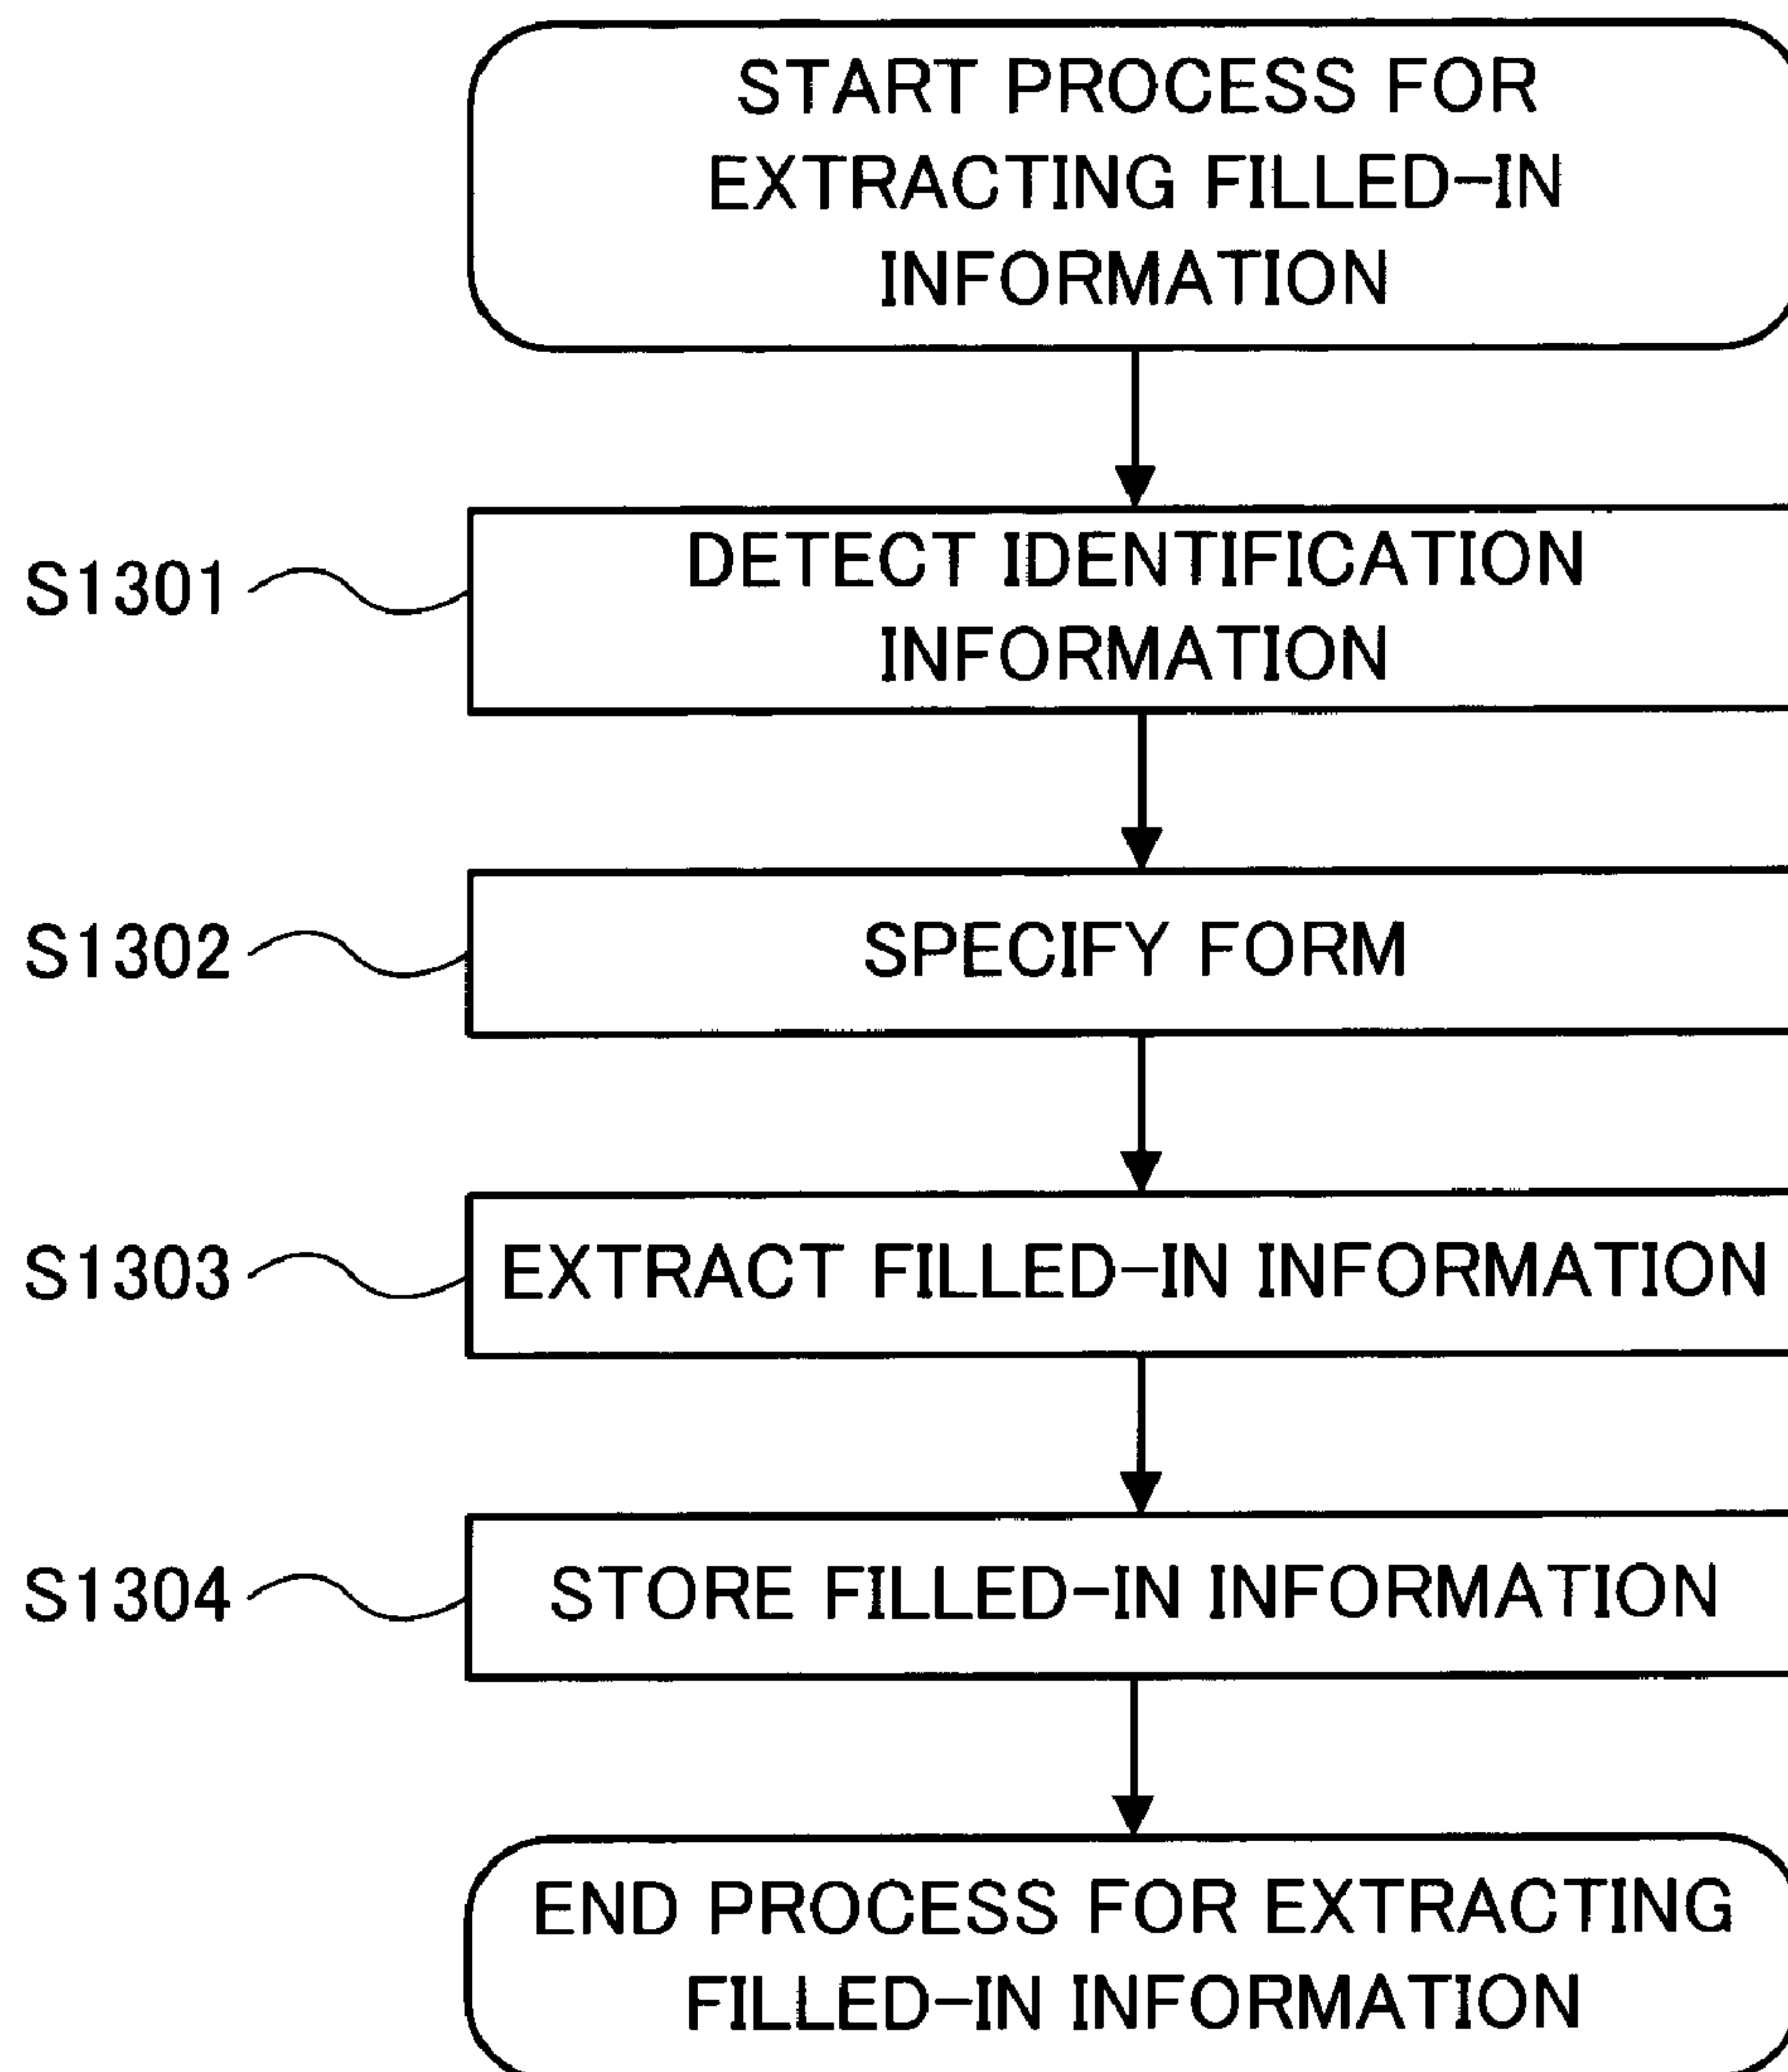 START PROCESS FOR
EXTRACTING FILLED-IN
INFORMATION
S1301
DETECT IDENTIFICATION
INFORMATION
S1302
SPECIFY FORM
S1303
EXTRACT FILLED-IN INFORMATION
S1304
STORE FILLED-IN INFORMATION
END PROCESS FOR EXTRACTING
FILLED-IN INFORMATION